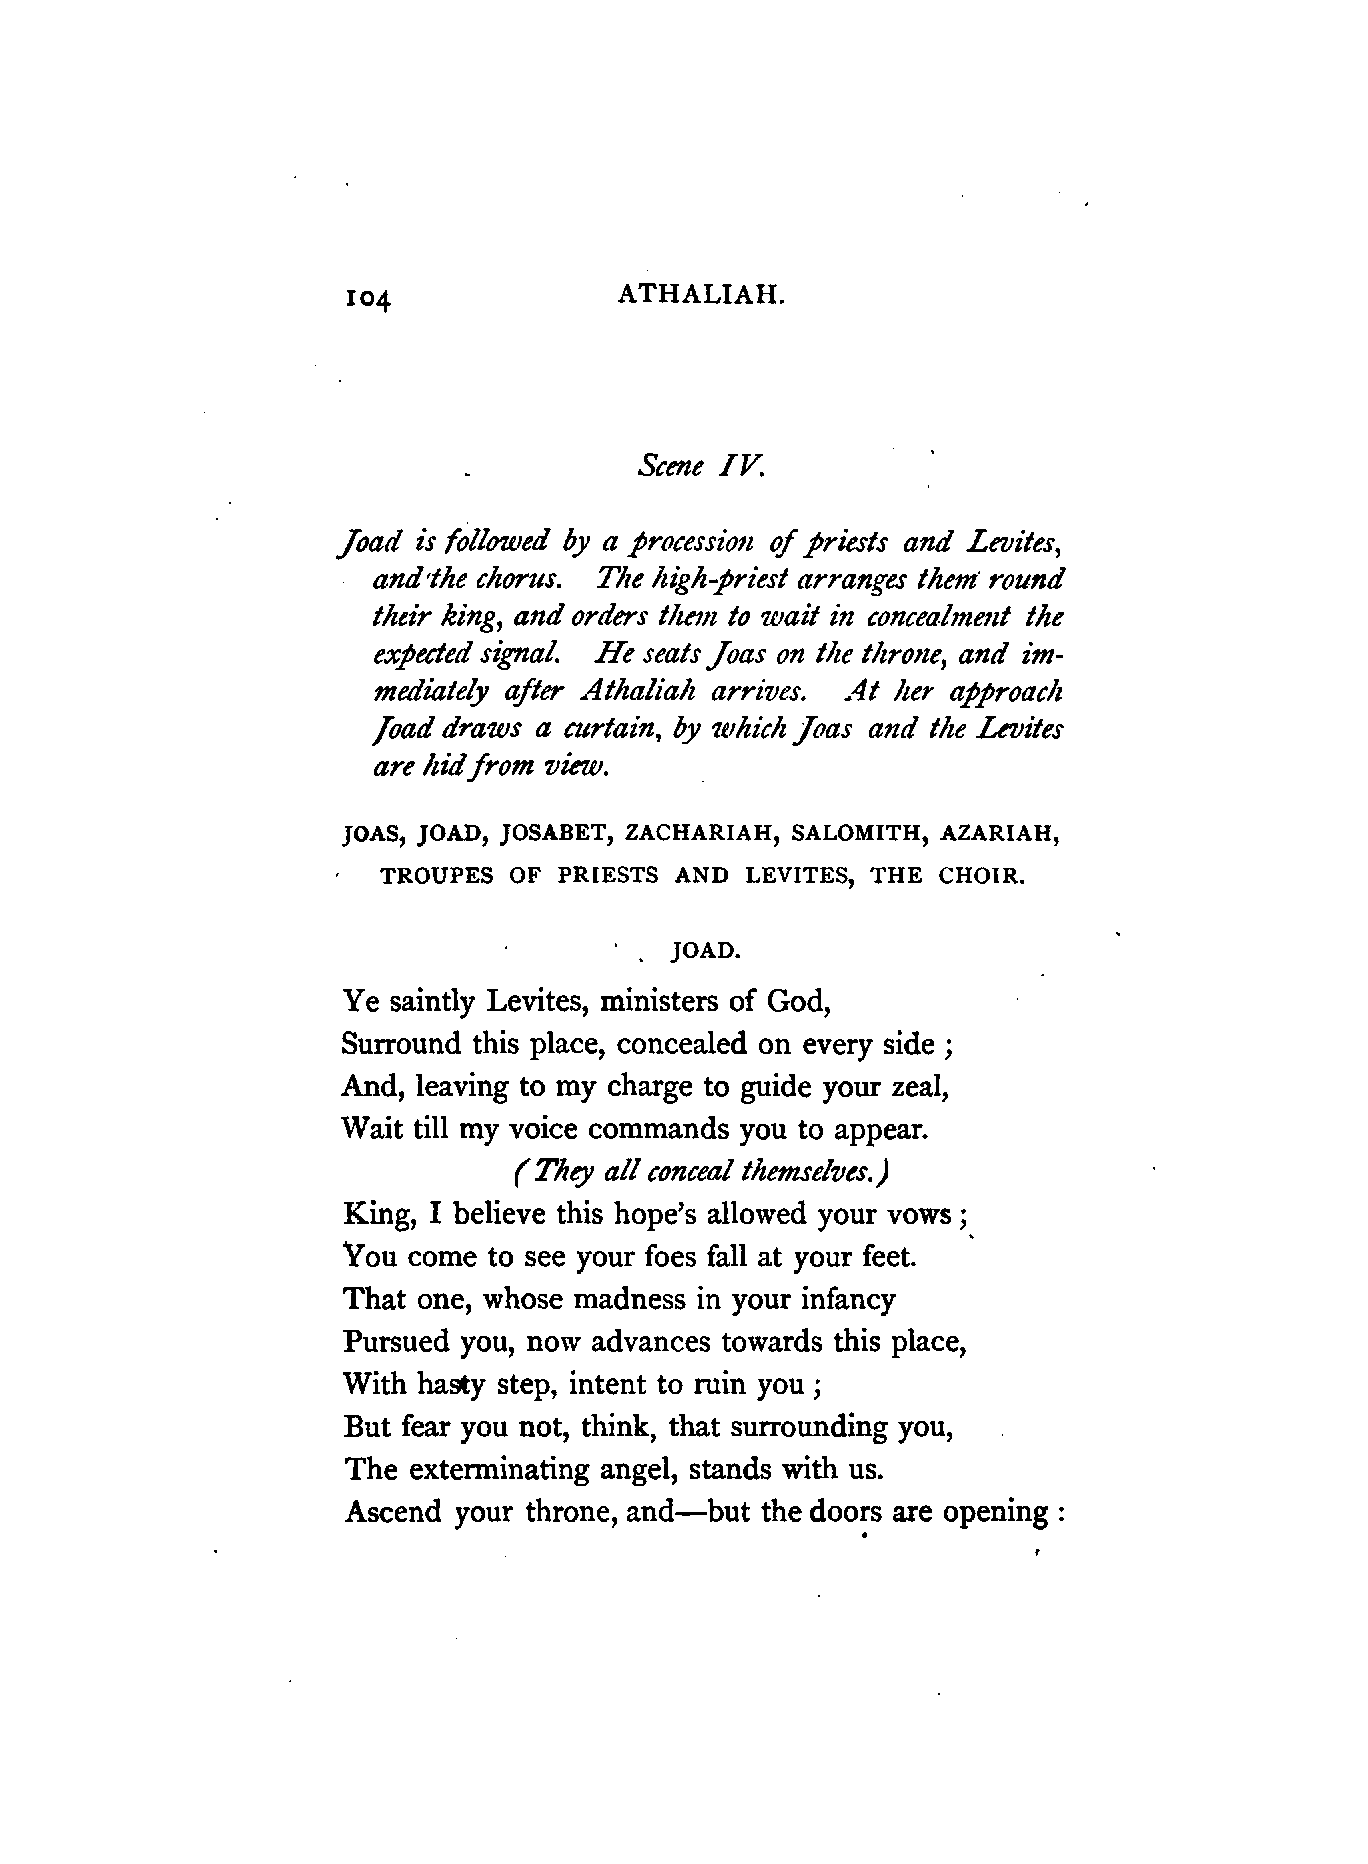 104 ATHALIAH.
Scene IV.
Joad is followed by a procession of priests and Levites,
and the chorus. The high-priest arranges them round
their king, and orders them to wait in concealment the
expected signal. He seats Joas on the throne, and im-
mediately after Athaliah arrives. At her approach
Joad draws a curtain, by which Joas and the Levites
are hid from view.
JOAS, JOAD, JOSABET, ZACHARIAH, SALOMITH, AZARIAH,
TROUPES OF PRIESTS AND LEVITES, THE CHOIR.
JOAD.
Ye saintly Levites, ministers of God,
Surround this place, concealed on every side ;
And, leaving to my charge to guide your zeal,
Wait till my voice commands you to appear.
(They all conceal themselves.)
King, I believe this hope's allowed your vows ;
You come to see your foes fall at your feet.
That one, whose madness in your infancy
Pursued you, now advances towards this place,
With hasty step, intent to ruin you ;
But fear you not, think, that surrounding you,
The exterminating angel, stands with us.
Ascend your throne, and—but the doors are opening :